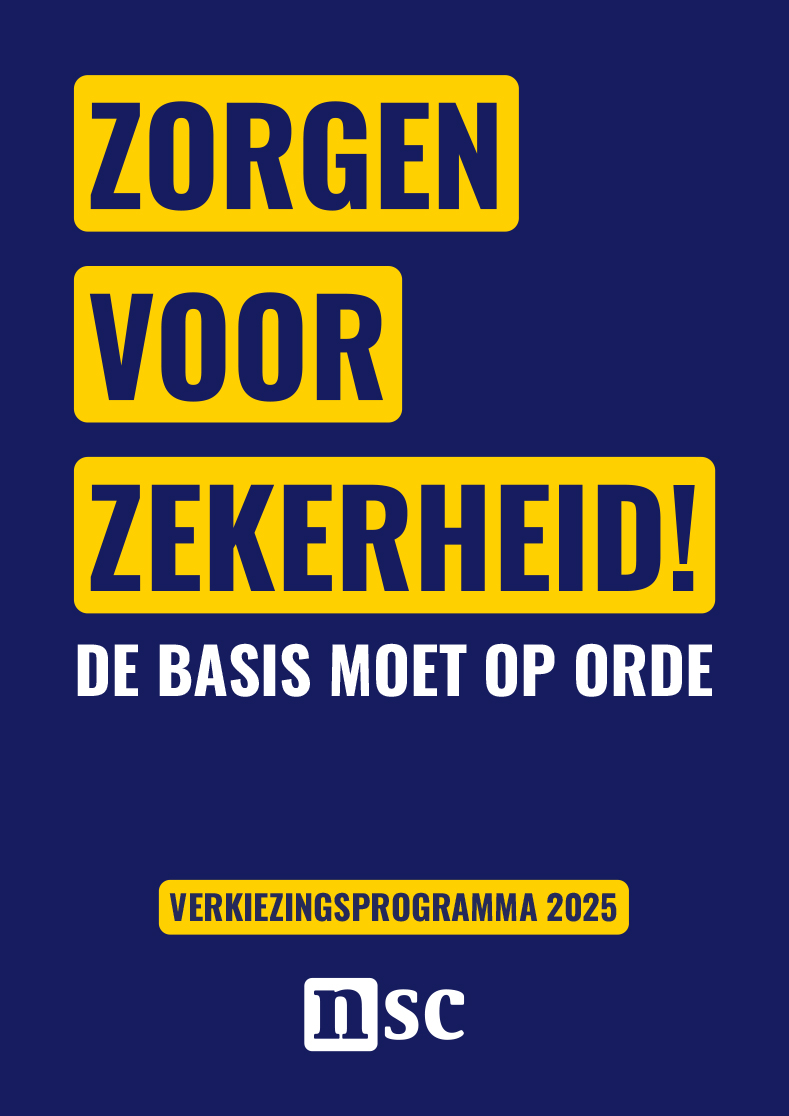 ZORGEN
VOOR
ZEKERHEID!
DE BASIS MOET OP ORDE
VERKIEZINGSPROGRAMMA 2025
nsc